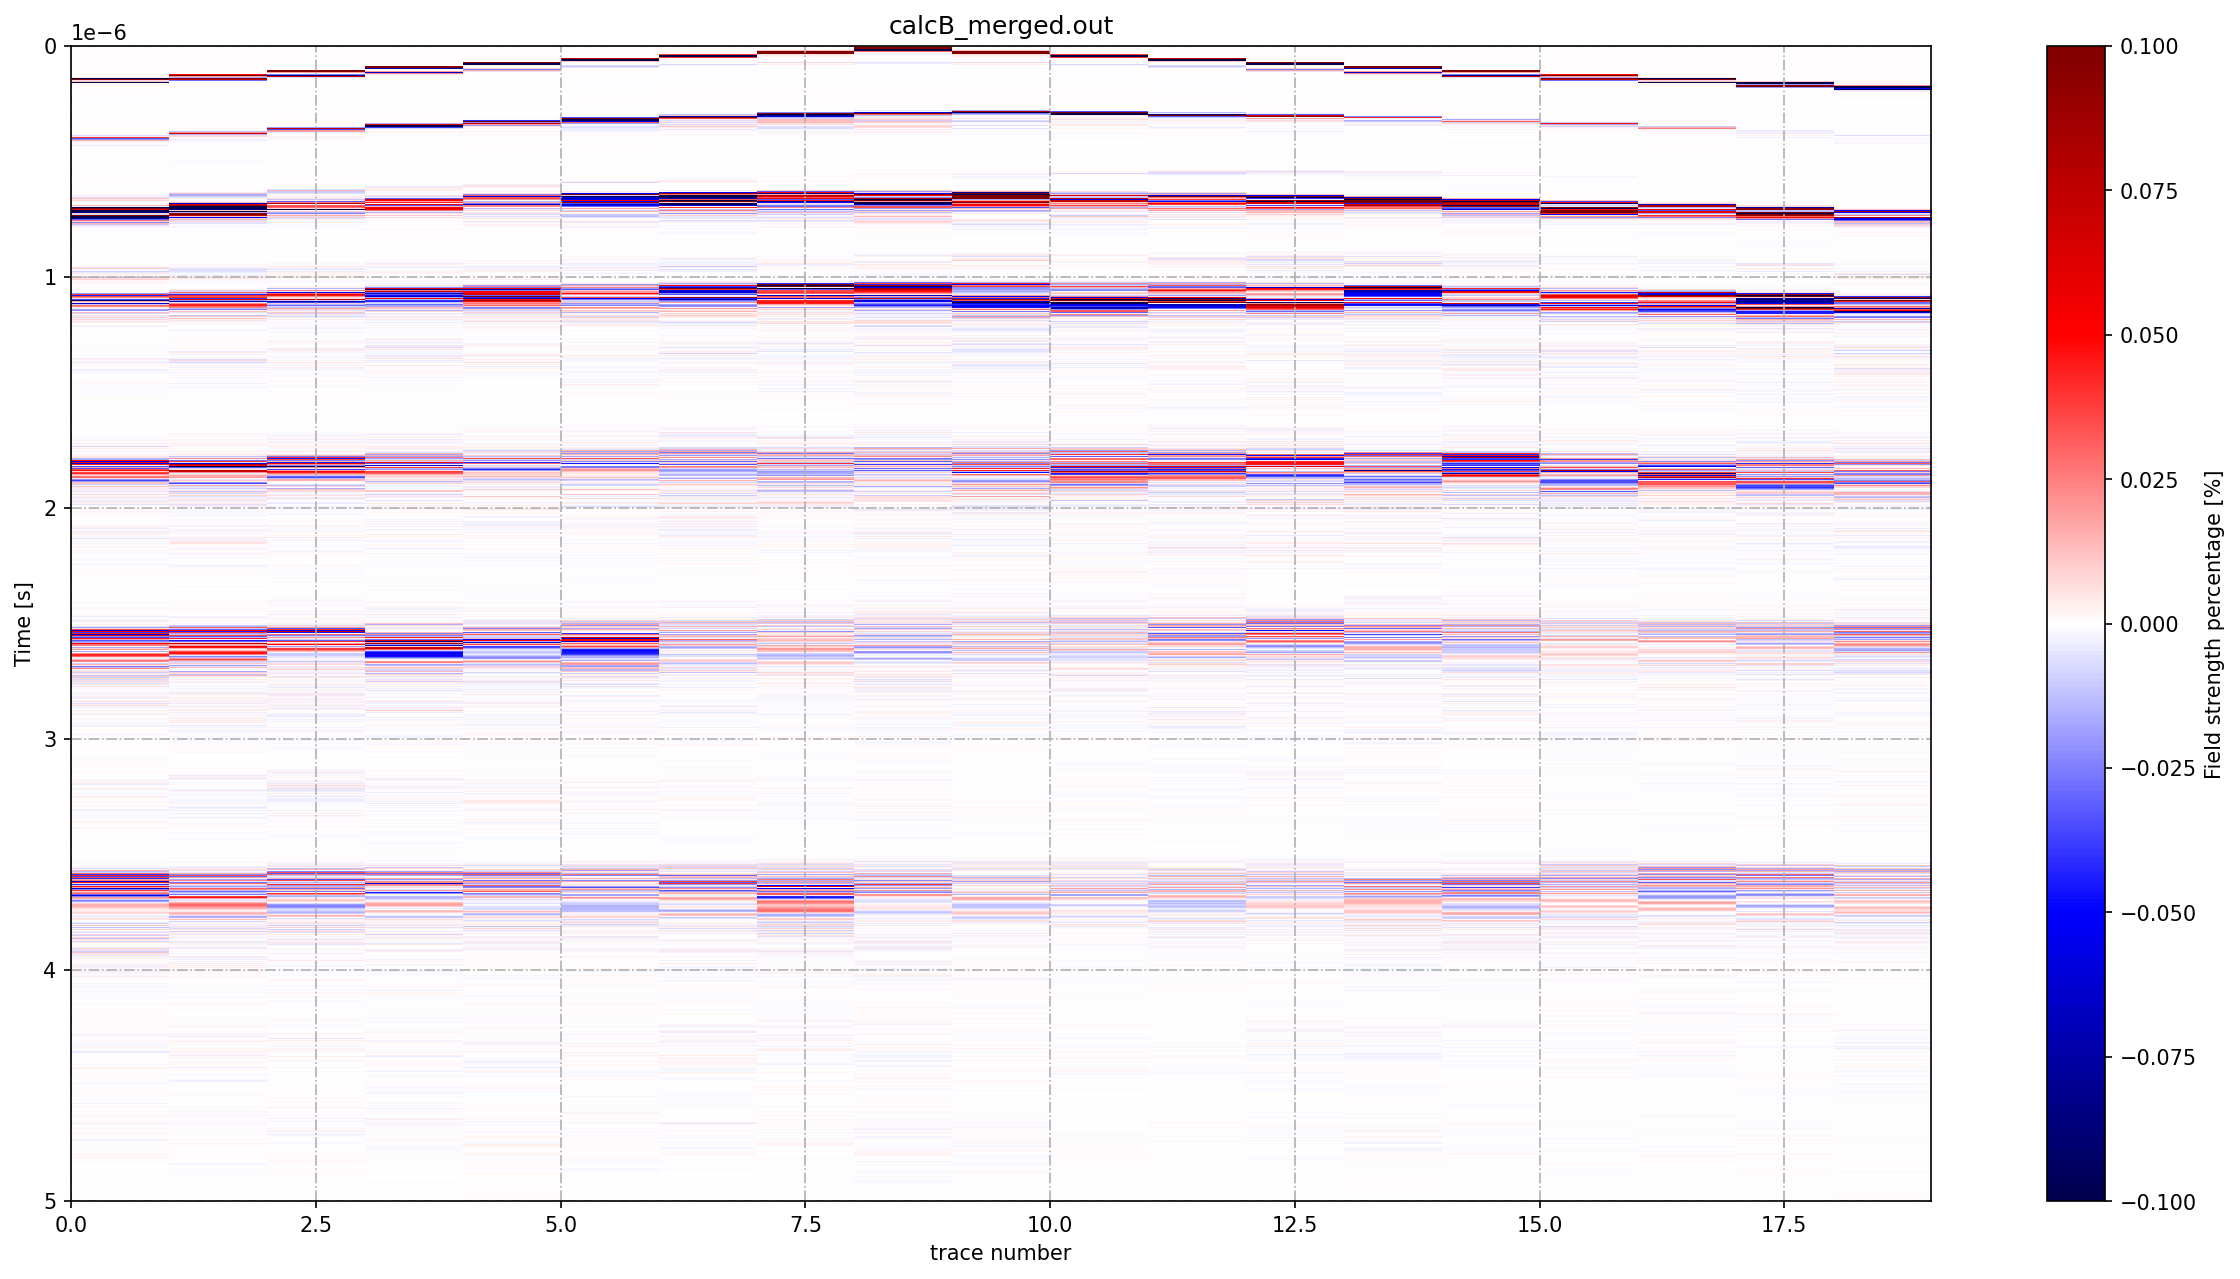 calcB_merged.out
1e−6
0
1
2
3
4
5
Time [s]
0.0 2.5 5.0 7.5 10.0 12.5 15.0 17.5
trace number
0.100
0.075
0.050
0.025
0.000
−0.025
−0.050
−0.075
−0.100
Field strength percentage [%]